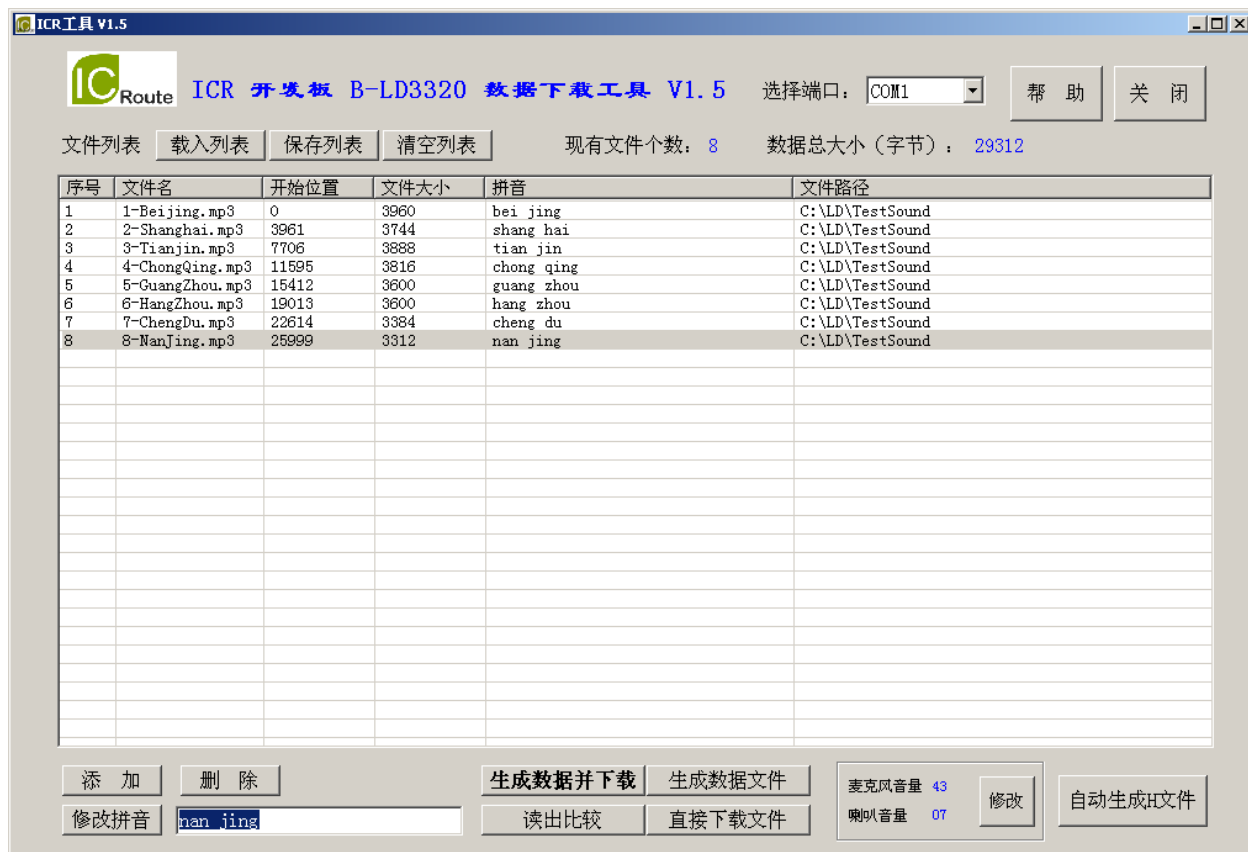 ICR工具 V1.5
ICRoute ICR 开发板 B-LD3320 数据下载工具 V1.5 选择端口： COM1 帮 助 关 闭
文件列表 载入列表 保存列表 清空列表 现有文件个数： 8 数据总大小（字节）： 29312
序号 文件名 开始位置 文件大小 拼音 文件路径
1 1-Beijing.mp3 0 3960 bei jing C:\LD\TestSound
2 2-Shanghai.mp3 3961 3744 shang hai C:\LD\TestSound
3 3-Tianjin.mp3 7706 3888 tian jin C:\LD\TestSound
4 4-ChongQing.mp3 11595 3816 chong qing C:\LD\TestSound
5 5-GuangZhou.mp3 15412 3600 guang zhou C:\LD\TestSound
6 6-HangZhou.mp3 19013 3600 hang zhou C:\LD\TestSound
7 7-ChengDu.mp3 22614 3384 cheng du C:\LD\TestSound
8 8-NanJing.mp3 25999 3312 nan jing C:\LD\TestSound
添 加 删 除 生成数据并下载 生成数据文件 麦克风音量 43 修改 自动生成H文件
修改拼音 nan jing 读出比较 直接下载文件 喇叭音量 07